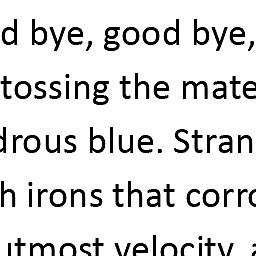 d bye, good bye,
tossing the mate
drous blue. Stran
h irons that corro
utmost velocity, a